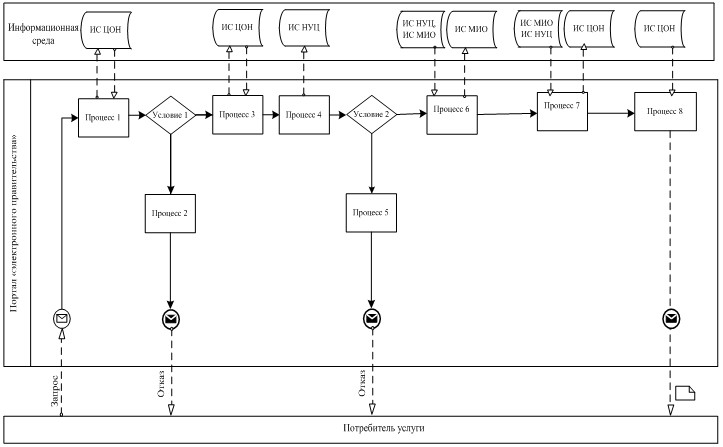 Информационная
среда
ИС ЦОН
ИС ЦОН
ИС НУЦ
ИС НУЦ,
ИС МИО
ИС МИО
ИС МИО
ИС НУЦ
ИС ЦОН
ИС ЦОН
Портал «электронного правительства»
Процесс 1
Условие 1
Процесс 3
Процесс 4
Условие 2
Процесс 6
Процесс 7
Процесс 8
Процесс 2
Процесс 5
Запрос
Отказ
Отказ
Потребитель услуги